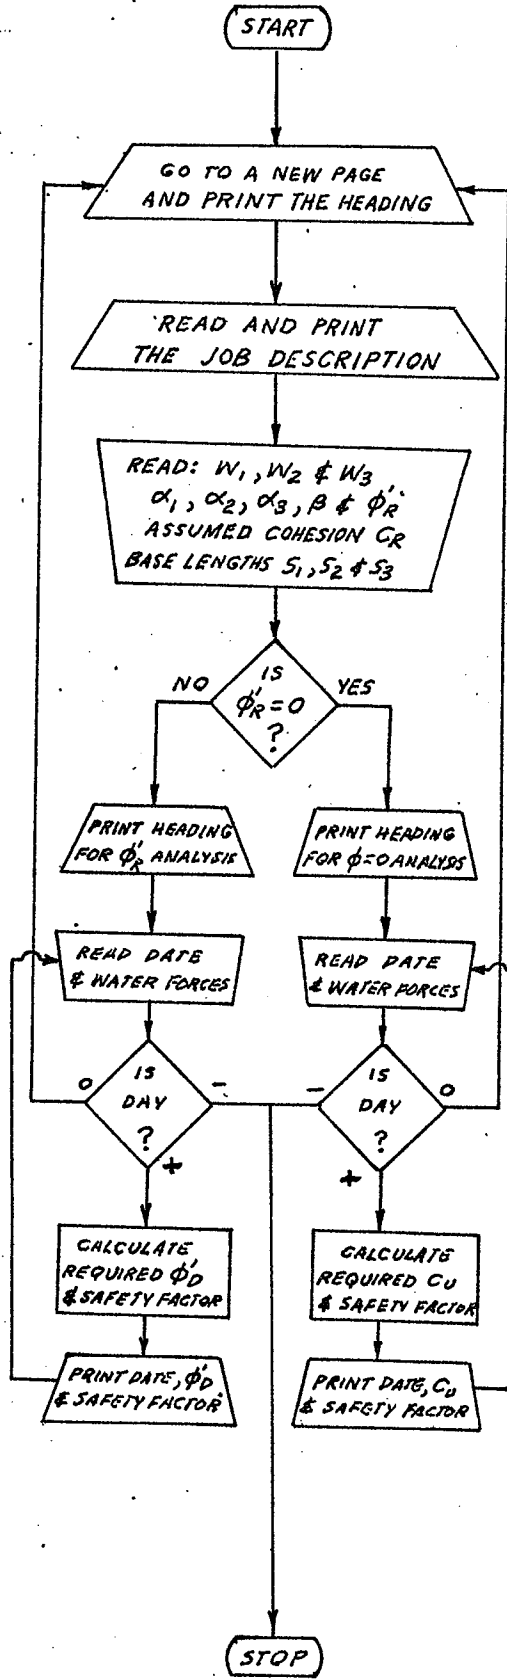 START
GO TO A NEW PAGE
AND PRINT THE HEADING
READ AND PRINT
THE JOB DESCRIPTION
READ: W₁, W₂ & W₃
α₁, α₂, α₃, β & ϕ'R
ASSUMED COHESION CR
BASE LENGTHS S₁, S₂ & S₃
IS
ϕ'R = 0
?
NO
YES
PRINT HEADING
FOR ϕ'R ANALYSIS
READ DATE
& WATER FORCES
IS
DAY
?
0
-
+
CALCULATE
REQUIRED ϕ'D
& SAFETY FACTOR
PRINT DATE, ϕ'D
& SAFETY FACTOR
PRINT HEADING
FOR ϕ=0 ANALYSIS
READ DATE
& WATER FORCES
IS
DAY
?
-
0
+
CALCULATE
REQUIRED CU
& SAFETY FACTOR
PRINT DATE, CU
& SAFETY FACTOR
STOP